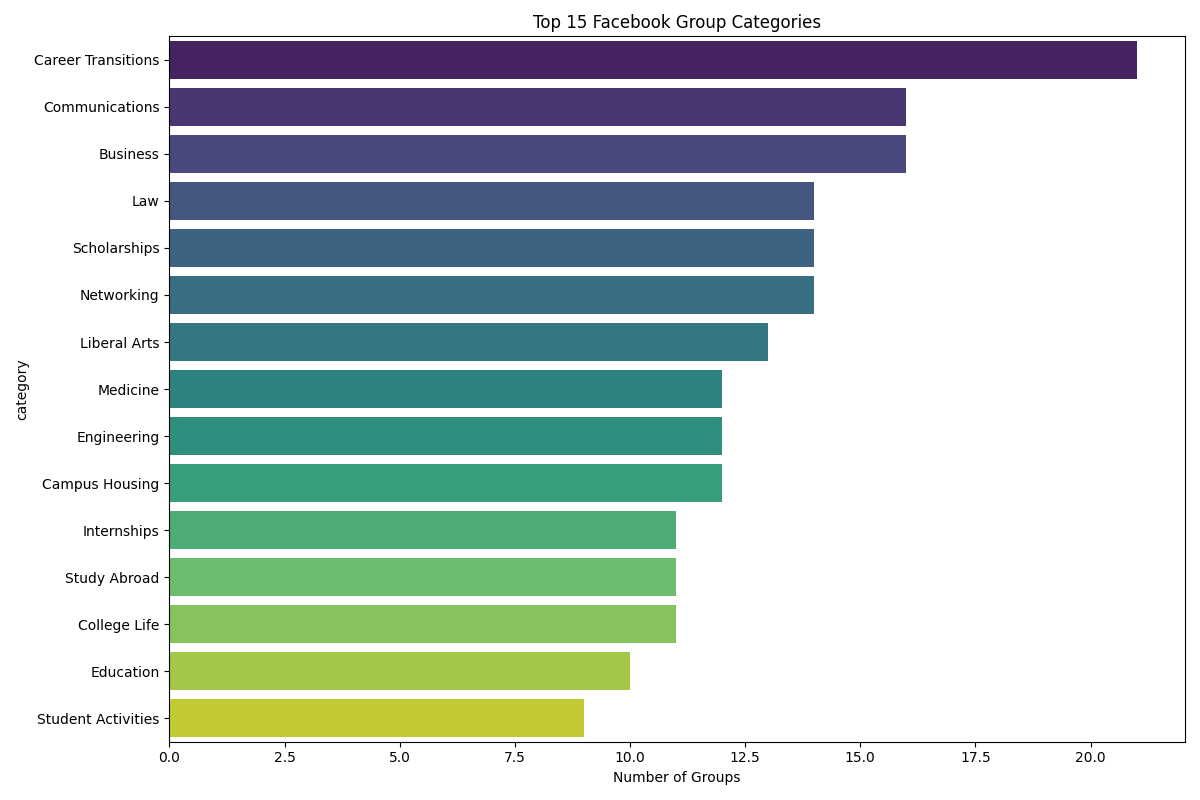 Top 15 Facebook Group Categories
Career Transitions
Communications
Business
Law
Scholarships
Networking
Liberal Arts
Medicine
Engineering
Campus Housing
Internships
Study Abroad
College Life
Education
Student Activities
category
0.0 2.5 5.0 7.5 10.0 12.5 15.0 17.5 20.0
Number of Groups